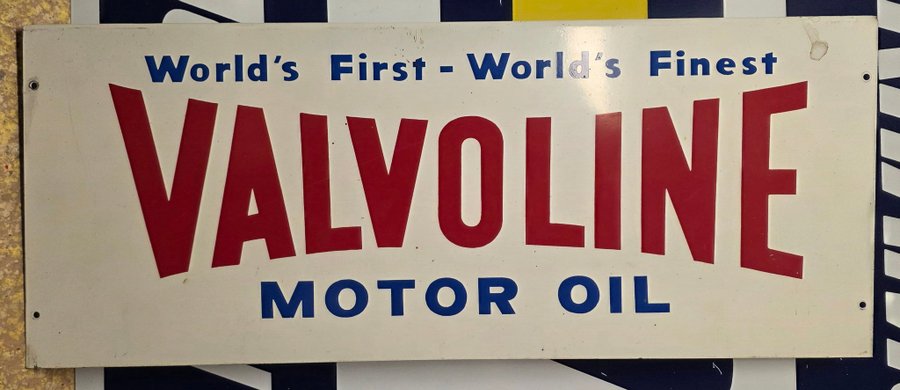 World's First - World's Finest
VALVOLINE
MOTOR OIL